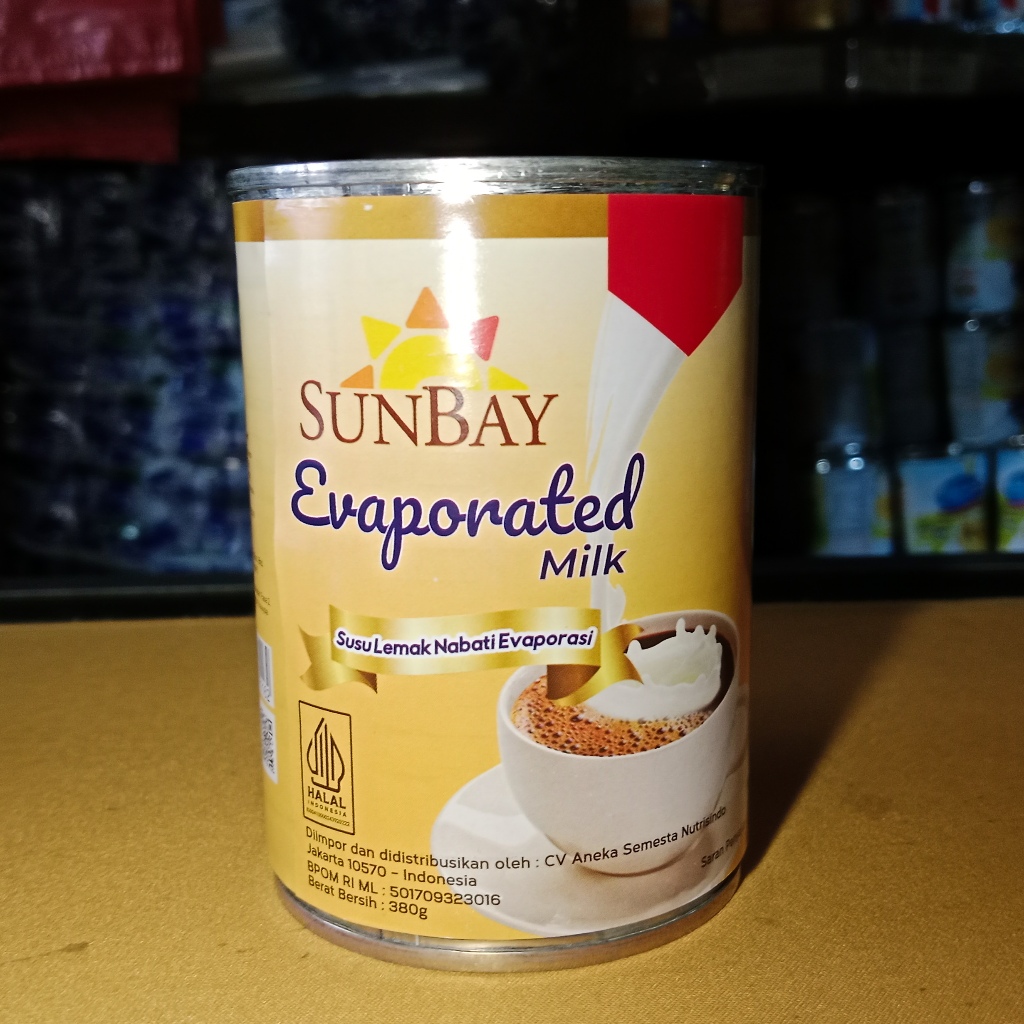 SUNBAY
Evaporated
Milk
Susu Lemak Nabati Evaporasi
HALAL
INDONESIA
Diimpor dan didistribusikan oleh : CV Aneka Semesta Nutrisindo
Jakarta 10570 - Indonesia
BPOM RI ML : 501709323016
Berat Bersih : 380g
Saran